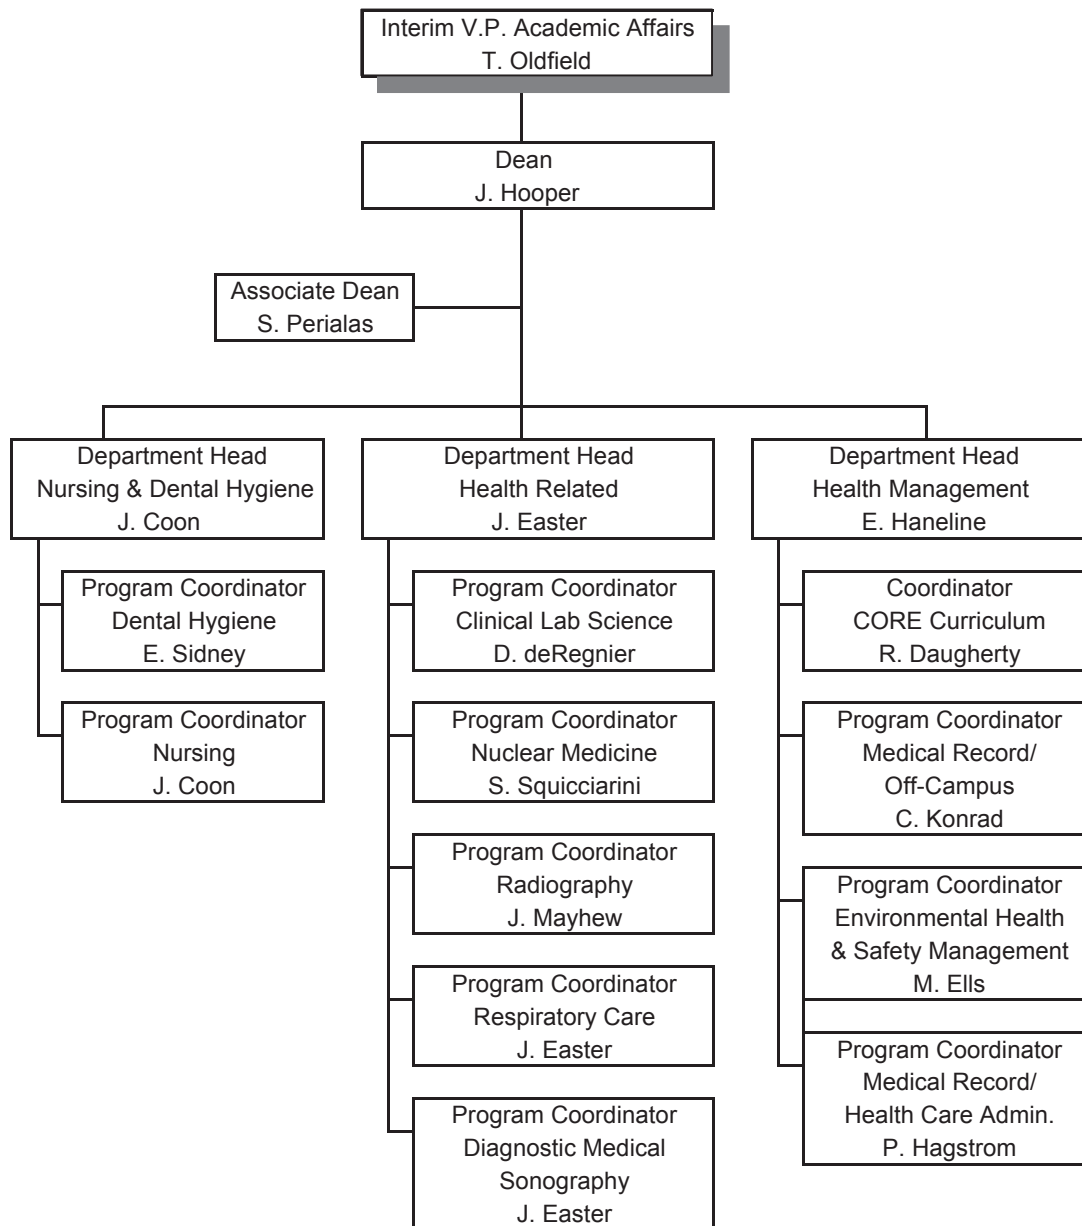 Interim V.P. Academic Affairs
T. Oldfield
Dean
J. Hooper
Associate Dean
S. Perialas
Department Head
Nursing & Dental Hygiene
J. Coon
Program Coordinator
Dental Hygiene
E. Sidney
Program Coordinator
Nursing
J. Coon
Department Head
Health Related
J. Easter
Program Coordinator
Clinical Lab Science
D. deRegnier
Program Coordinator
Nuclear Medicine
S. Squicciarini
Program Coordinator
Radiography
J. Mayhew
Program Coordinator
Respiratory Care
J. Easter
Program Coordinator
Diagnostic Medical
Sonography
J. Easter
Department Head
Health Management
E. Haneline
Coordinator
CORE Curriculum
R. Daugherty
Program Coordinator
Medical Record/
Off-Campus
C. Konrad
Program Coordinator
Environmental Health
& Safety Management
M. Ells
Program Coordinator
Medical Record/
Health Care Admin.
P. Hagstrom